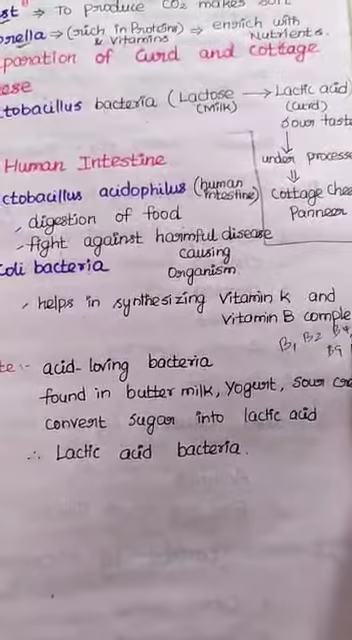 st → To produce CO₂ makes
orella → (rich in Proteins & Vitamins) ⇒ enrich with Nutrients.
paration of Curd and cottage
ese
ctobacillus bacteria (Lactose (Milk) → Lactic acid) (curd)
sour taste
↓
under processe
⇓
Cottage Chee
Panneer
Human Intestine
ctobacillus acidophilus (human intestine)
digestion of food
fight against harmful disease
causing
organism
coli bacteria
helps in synthesizing Vitamin K and
Vitamin B comple
B₁ B₂
B₉
te :- acid-loving bacteria
found in butter milk, yogurt, sour
convert sugar into lactic acid
∴ Lactic acid bacteria.